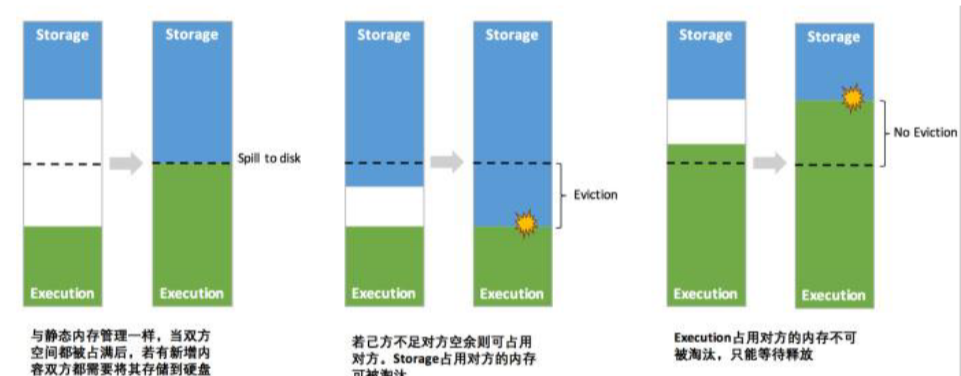 Storage
Storage
Spill to disk
Execution
Execution
与静态内存管理一样，当双方
空间都被占满后，若有新增内
容双方都需要将其存储到硬盘
Storage
Storage
Eviction
Execution
Execution
若己方不足对方空余则可占用
对方。Storage占用对方的内存
可被淘汰
Storage
Storage
No Eviction
Execution
Execution
Execution占用对方的内存不可
被淘汰，只能等待释放